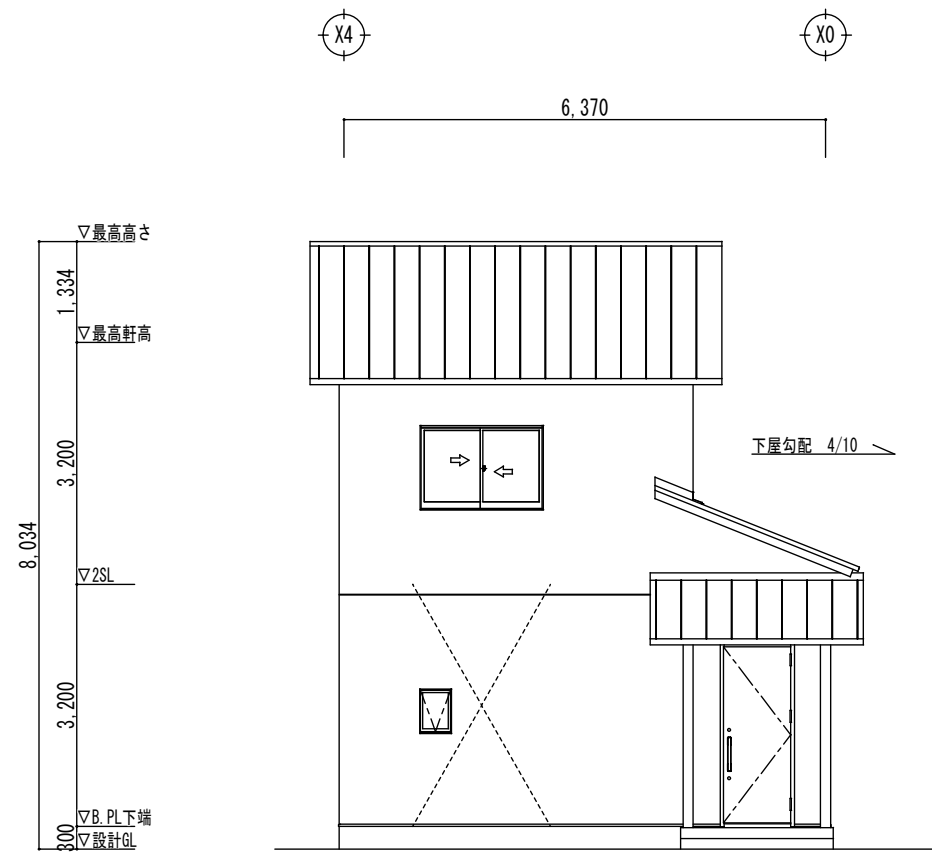 X4
X0
6,370
▽最高高さ
1,334
▽最高軒高
3,200
下屋勾配 4/10
8,034
▽2SL
3,200
▽B.PL下端
300
▽設計GL